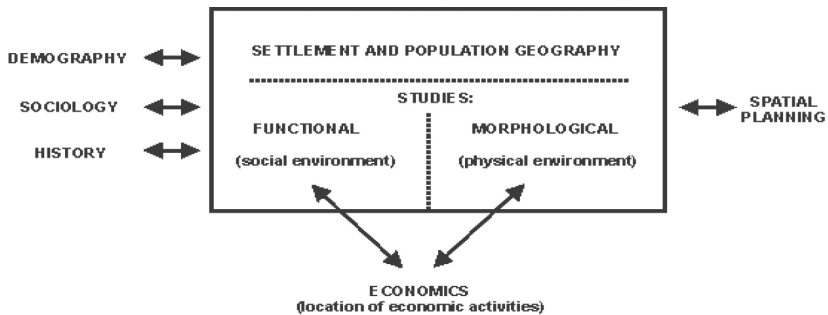 SETTLEMENT AND POPULATION GEOGRAPHY
DEMOGRAPHY
STUDIES:
SOCIOLOGY
SPATIAL
PLANNING
FUNCTIONAL
MORPHOLOGICAL
HISTORY
(social environment)
(physical environment)
ECONOMICS
(location of economic activities)